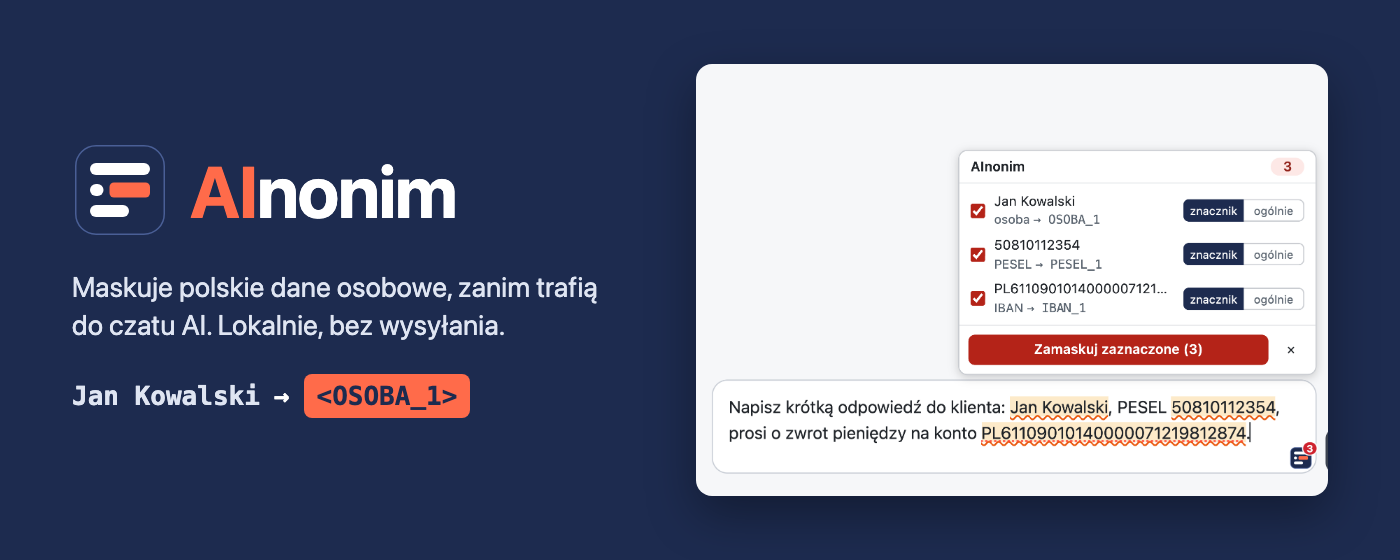 AInonim
Maskuje polskie dane osobowe, zanim trafią
do czatu AI. Lokalnie, bez wysyłania.
Jan Kowalski → <OSOBA_1>
AInonim 3
Jan Kowalski
osoba → OSOBA_1
znacznik ogólnie
50810112354
PESEL → PESEL_1
znacznik ogólnie
PL6110901014000007121...
IBAN → IBAN_1
znacznik ogólnie
Zamaskuj zaznaczone (3) ×
Napisz krótką odpowiedź do klienta: Jan Kowalski, PESEL 50810112354,
prosi o zwrot pieniędzy na konto PL61109010140000071219812874.
3